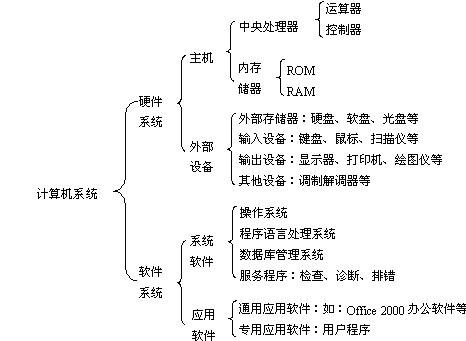 运算器
中央处理器
控制器
主机
内存
储器
ROM
RAM
硬件
系统
外部
设备
外部存储器：硬盘、软盘、光盘等
输入设备：键盘、鼠标、扫描仪等
输出设备：显示器、打印机、绘图仪等
其他设备：调制解调器等
计算机系统
操作系统
系统
软件
程序语言处理系统
数据库管理系统
服务程序：检查、诊断、排错
软件
系统
应用
软件
通用应用软件：如：Office 2000 办公软件等
专用应用软件：用户程序